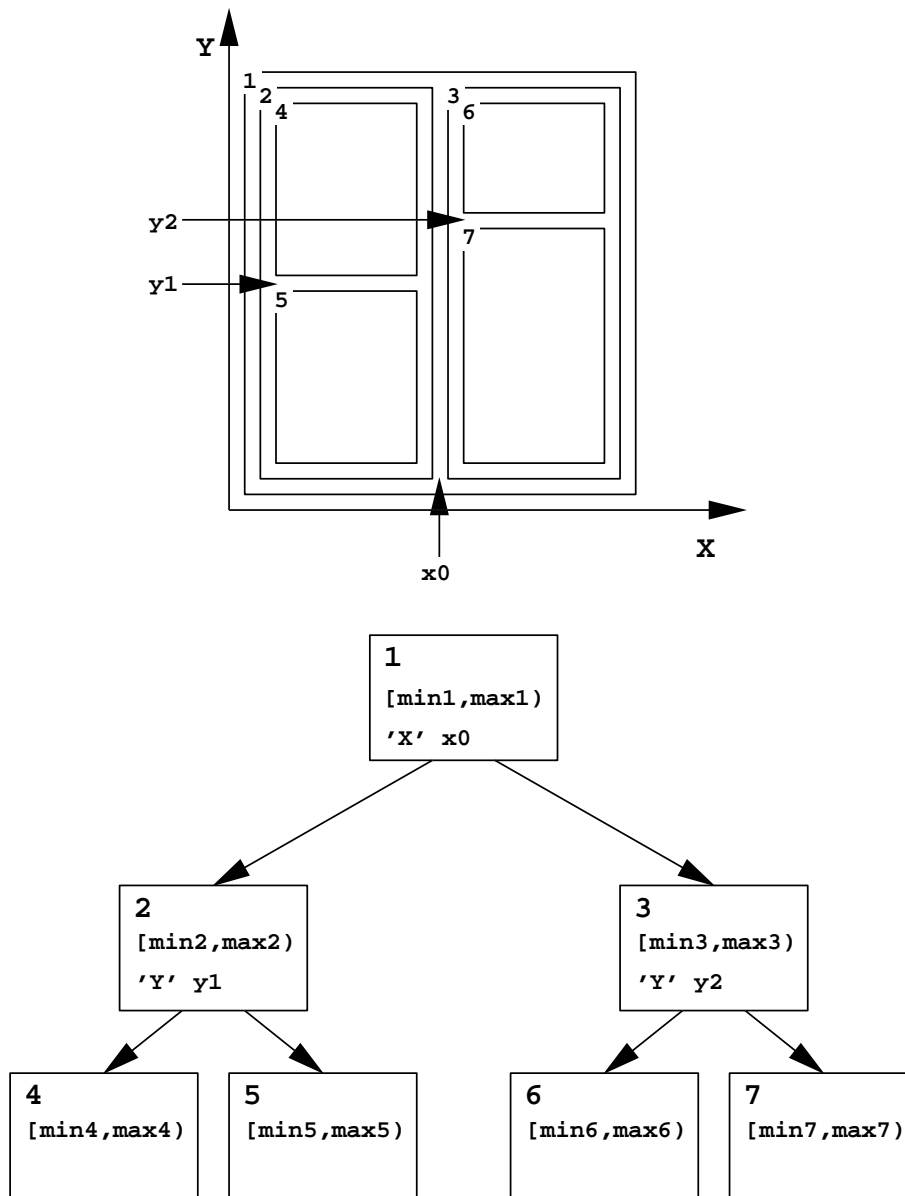 Y
1
2
3
4
6
y2
7
y1
5
X
x0
1
[min1,max1)
’X’ x0
2
[min2,max2)
’Y’ y1
3
[min3,max3)
’Y’ y2
4
[min4,max4)
5
[min5,max5)
6
[min6,max6)
7
[min7,max7)